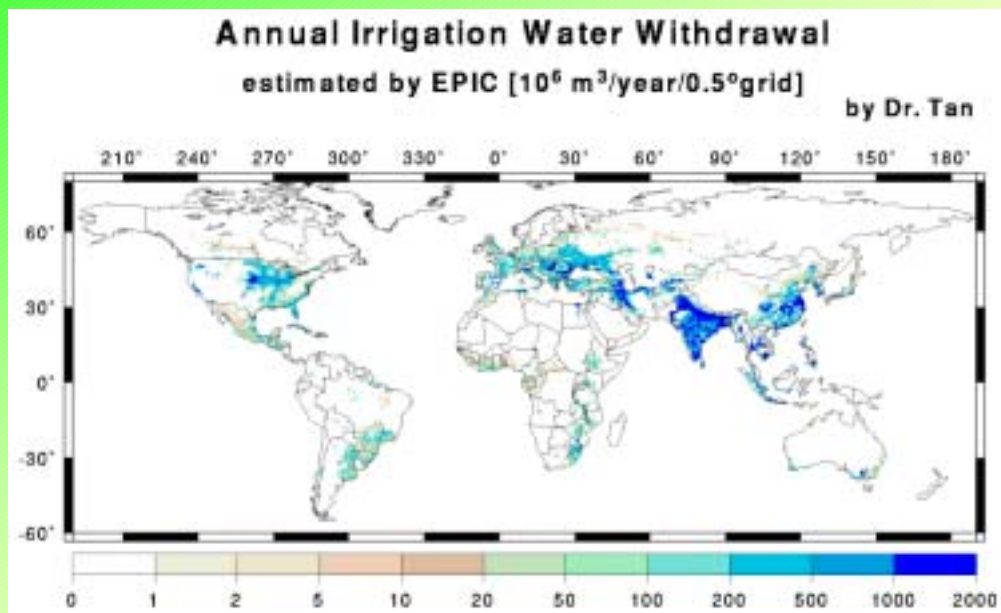 Annual Irrigation Water Withdrawal
estimated by EPIC [10⁶ m³/year/0.5°grid]
by Dr. Tan
210° 240° 270° 300° 330° 0° 30° 60° 90° 120° 150° 180°
60°
30°
0°
-30°
-60°
0 1 2 5 10 20 50 100 200 500 1000 2000